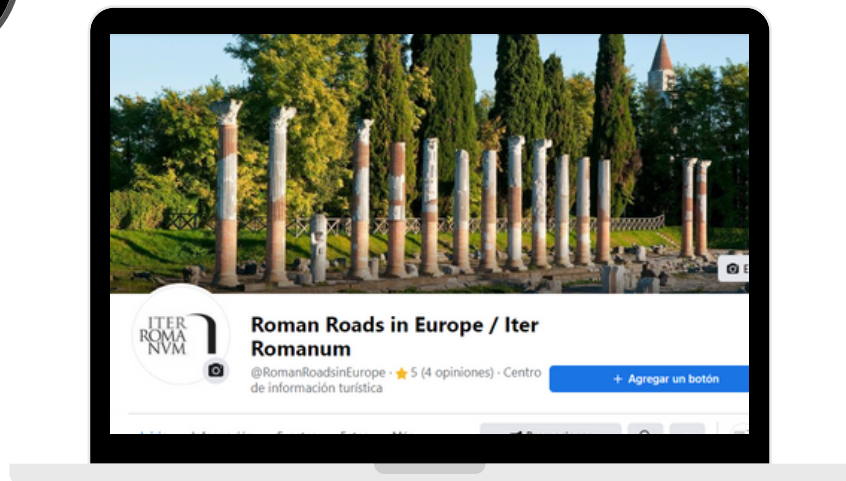 E
ITER
ROMA
NVM
Roman Roads in Europe / Iter
Romanum
@RomanRoadsinEurope · ⭐ 5 (4 opiniones) · Centro
de información turística
+ Agregar un botón